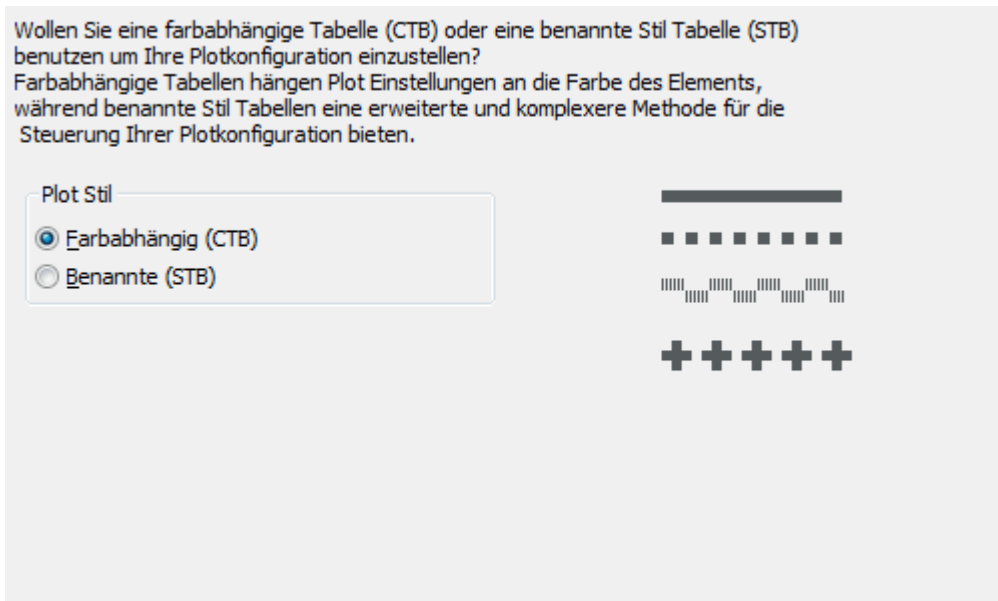 Wollen Sie eine farbabhängige Tabelle (CTB) oder eine benannte Stil Tabelle (STB)
benutzen um Ihre Plotkonfiguration einzustellen?
Farbabhängige Tabellen hängen Plot Einstellungen an die Farbe des Elements,
während benannte Stil Tabellen eine erweiterte und komplexere Methode für die
Steuerung Ihrer Plotkonfiguration bieten.
Plot Stil
Farbabhängig (CTB)
Benannte (STB)